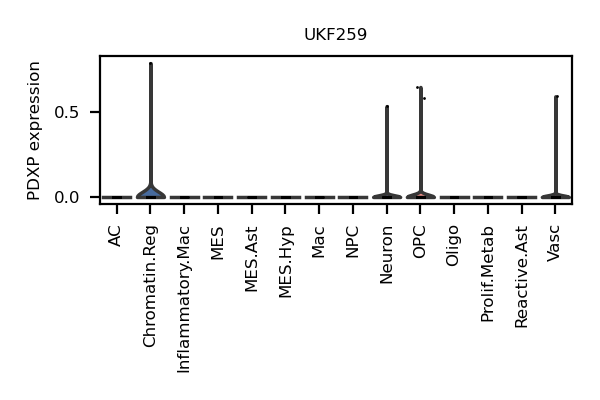 UKF259
PDXP expression
0.5
0.0
AC
Chromatin.Reg
Inflammatory.Mac
MES
MES.Ast
MES.Hyp
Mac
NPC
Neuron
OPC
Oligo
Prolif.Metab
Reactive.Ast
Vasc